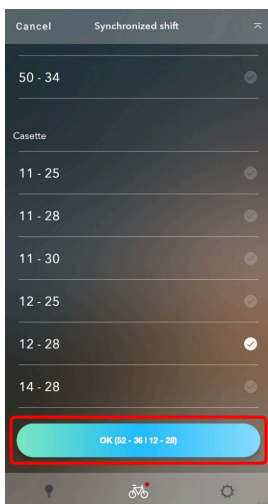 Cancel Synchronized shift
50 - 34
Casette
11 - 25
11 - 28
11 - 30
12 - 25
12 - 28
14 - 28
OK (52 - 36 | 12 - 28)